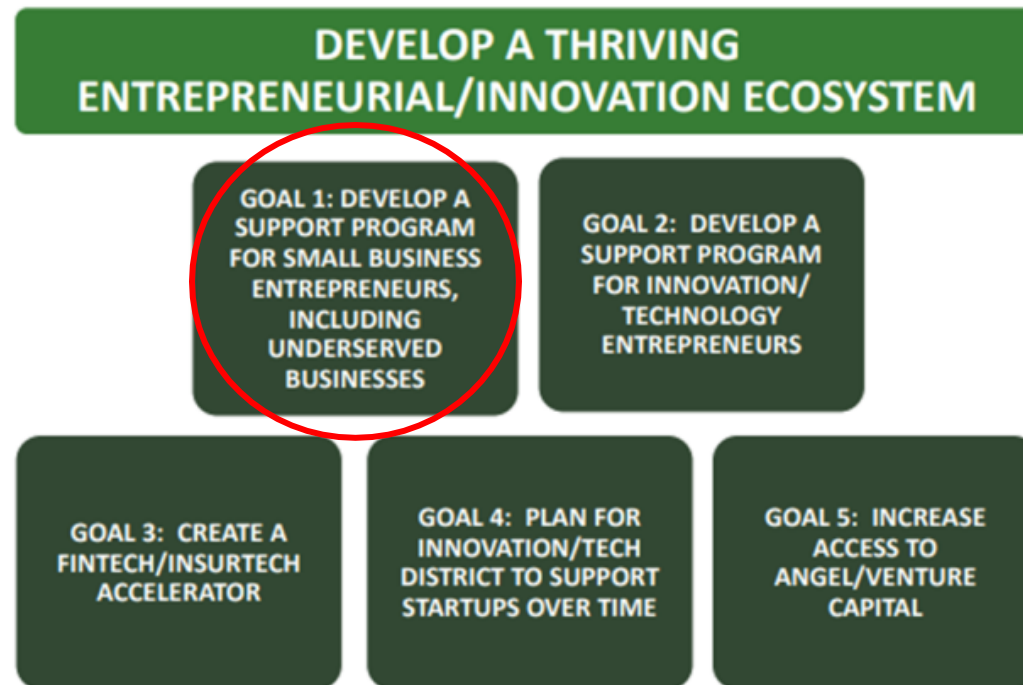 DEVELOP A THRIVING
ENTREPRENEURIAL/INNOVATION ECOSYSTEM
GOAL 1: DEVELOP A
SUPPORT PROGRAM
FOR SMALL BUSINESS
ENTREPRENEURS,
INCLUDING
UNDERSERVED
BUSINESSES
GOAL 2:  DEVELOP A
SUPPORT PROGRAM
FOR INNOVATION/
TECHNOLOGY
ENTREPRENEURS
GOAL 3:  CREATE A
FINTECH/INSURTECH
ACCELERATOR
GOAL 4:  PLAN FOR
INNOVATION/TECH
DISTRICT TO SUPPORT
STARTUPS OVER TIME
GOAL 5:  INCREASE
ACCESS TO
ANGEL/VENTURE
CAPITAL